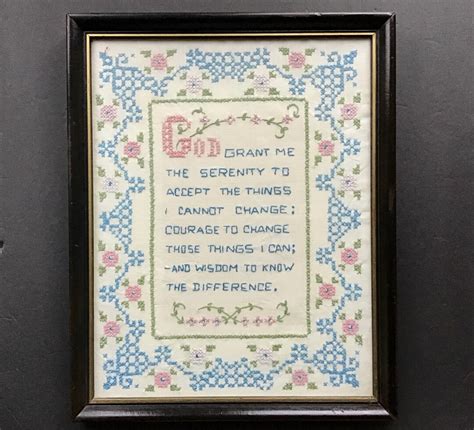 GOD GRANT ME
THE SERENITY TO
ACCEPT THE THINGS
I CANNOT CHANGE;
COURAGE TO CHANGE
THOSE THINGS I CAN;
-AND WISDOM TO KNOW
THE DIFFERENCE.